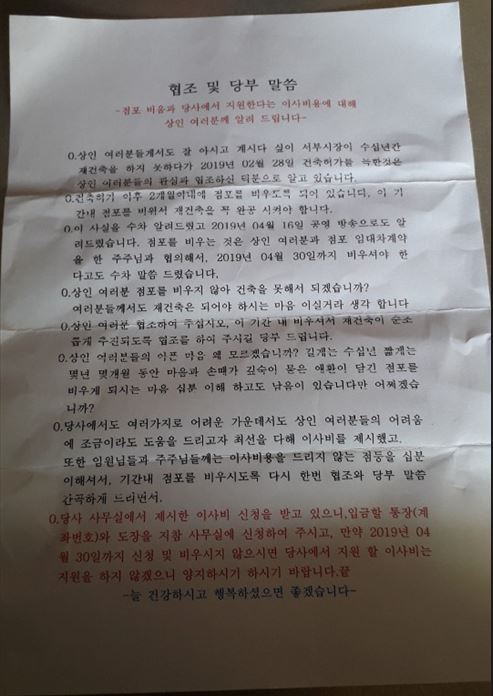 협조 및 당부 말씀
-점포 비움과 당사에서 지원한다는 이사비용에 대해
상인 여러분께 알려 드립니다-
0.상인 여러분들게서도 잘 아시고 계시다 싶이 서부시장이 수십년간
재건축을 하지 못하다가 2019년 02월 28일 건축허가를 득한것은
상인 여러분들의 관심과 협조하신 덕분으로 알고 있습니다.
0.건축허가 이후 2개월이내에 점포를 비우도록 되어 있습니다, 이 기
간내 점포를 비워서 재건축을 꼭 완공 시켜야 합니다.
0.이 사실을 수차 알려드렸고 2019년 04월 16일 공영 방송으로도 알
려드렸습니다. 점포를 비우는 것은 상인 여러분과 점포 임대차계약
을 한 주주님과 협의해서, 2019년 04월 30일까지 비우셔야 한
다고도 수차 말씀 드렸습니다,
0.상인 여러분 점포를 비우지 않아 건축을 못해서 되겠습니까?
여러분들께서도 재건축은 되어야 하시는 마음 이실거라 생각 합니다
0.상인 여러분 협조하여 주십시오, 이 기간 내 비우셔서 재건축이 순조
롭게 추진되도록 협조를 하여 주시길 당부 드립니다.
0.상인 여러분들의 아픈 마음 왜 모르겠습니까? 길게는 수십년 짧게는
몇년 몇개월 동안 마음과 손때가 깊숙이 묻은 애환이 담긴 점포를
비우게 되시는 마음 십분 이해 하고도 남음이 있습니다만 어찌겠습
니까?
0.당사에서도 여러가지로 어려운 가운데서도 상인 여러분들의 어려움
에 조금이라도 도움을 드리고자 최선을 다해 이사비를 제시했고,
또한 임원님들과 주주님들께는 이사비용을 드리지 않는 점등을 십분
이해셔서, 기간내 점포를 비우시도록 다시 한번 협조와 당부 말씀
간곡하게 드리면서,
0.당사 사무실에서 제시한 이사비 신청을 받고 있으니,입금할 통장(계
좌번호)와 도장을 지참 사무실에 신청하여 주시고, 만약 2019년 04
월 30일까지 신청 및 비우시지 않으시면 당사에서 지원 할 이사비는
지원을 하지 않겠으니 양지하시기 하시기 바랍니다.끝
-늘 건강하시고 행복하셨으면 좋겠습니다-